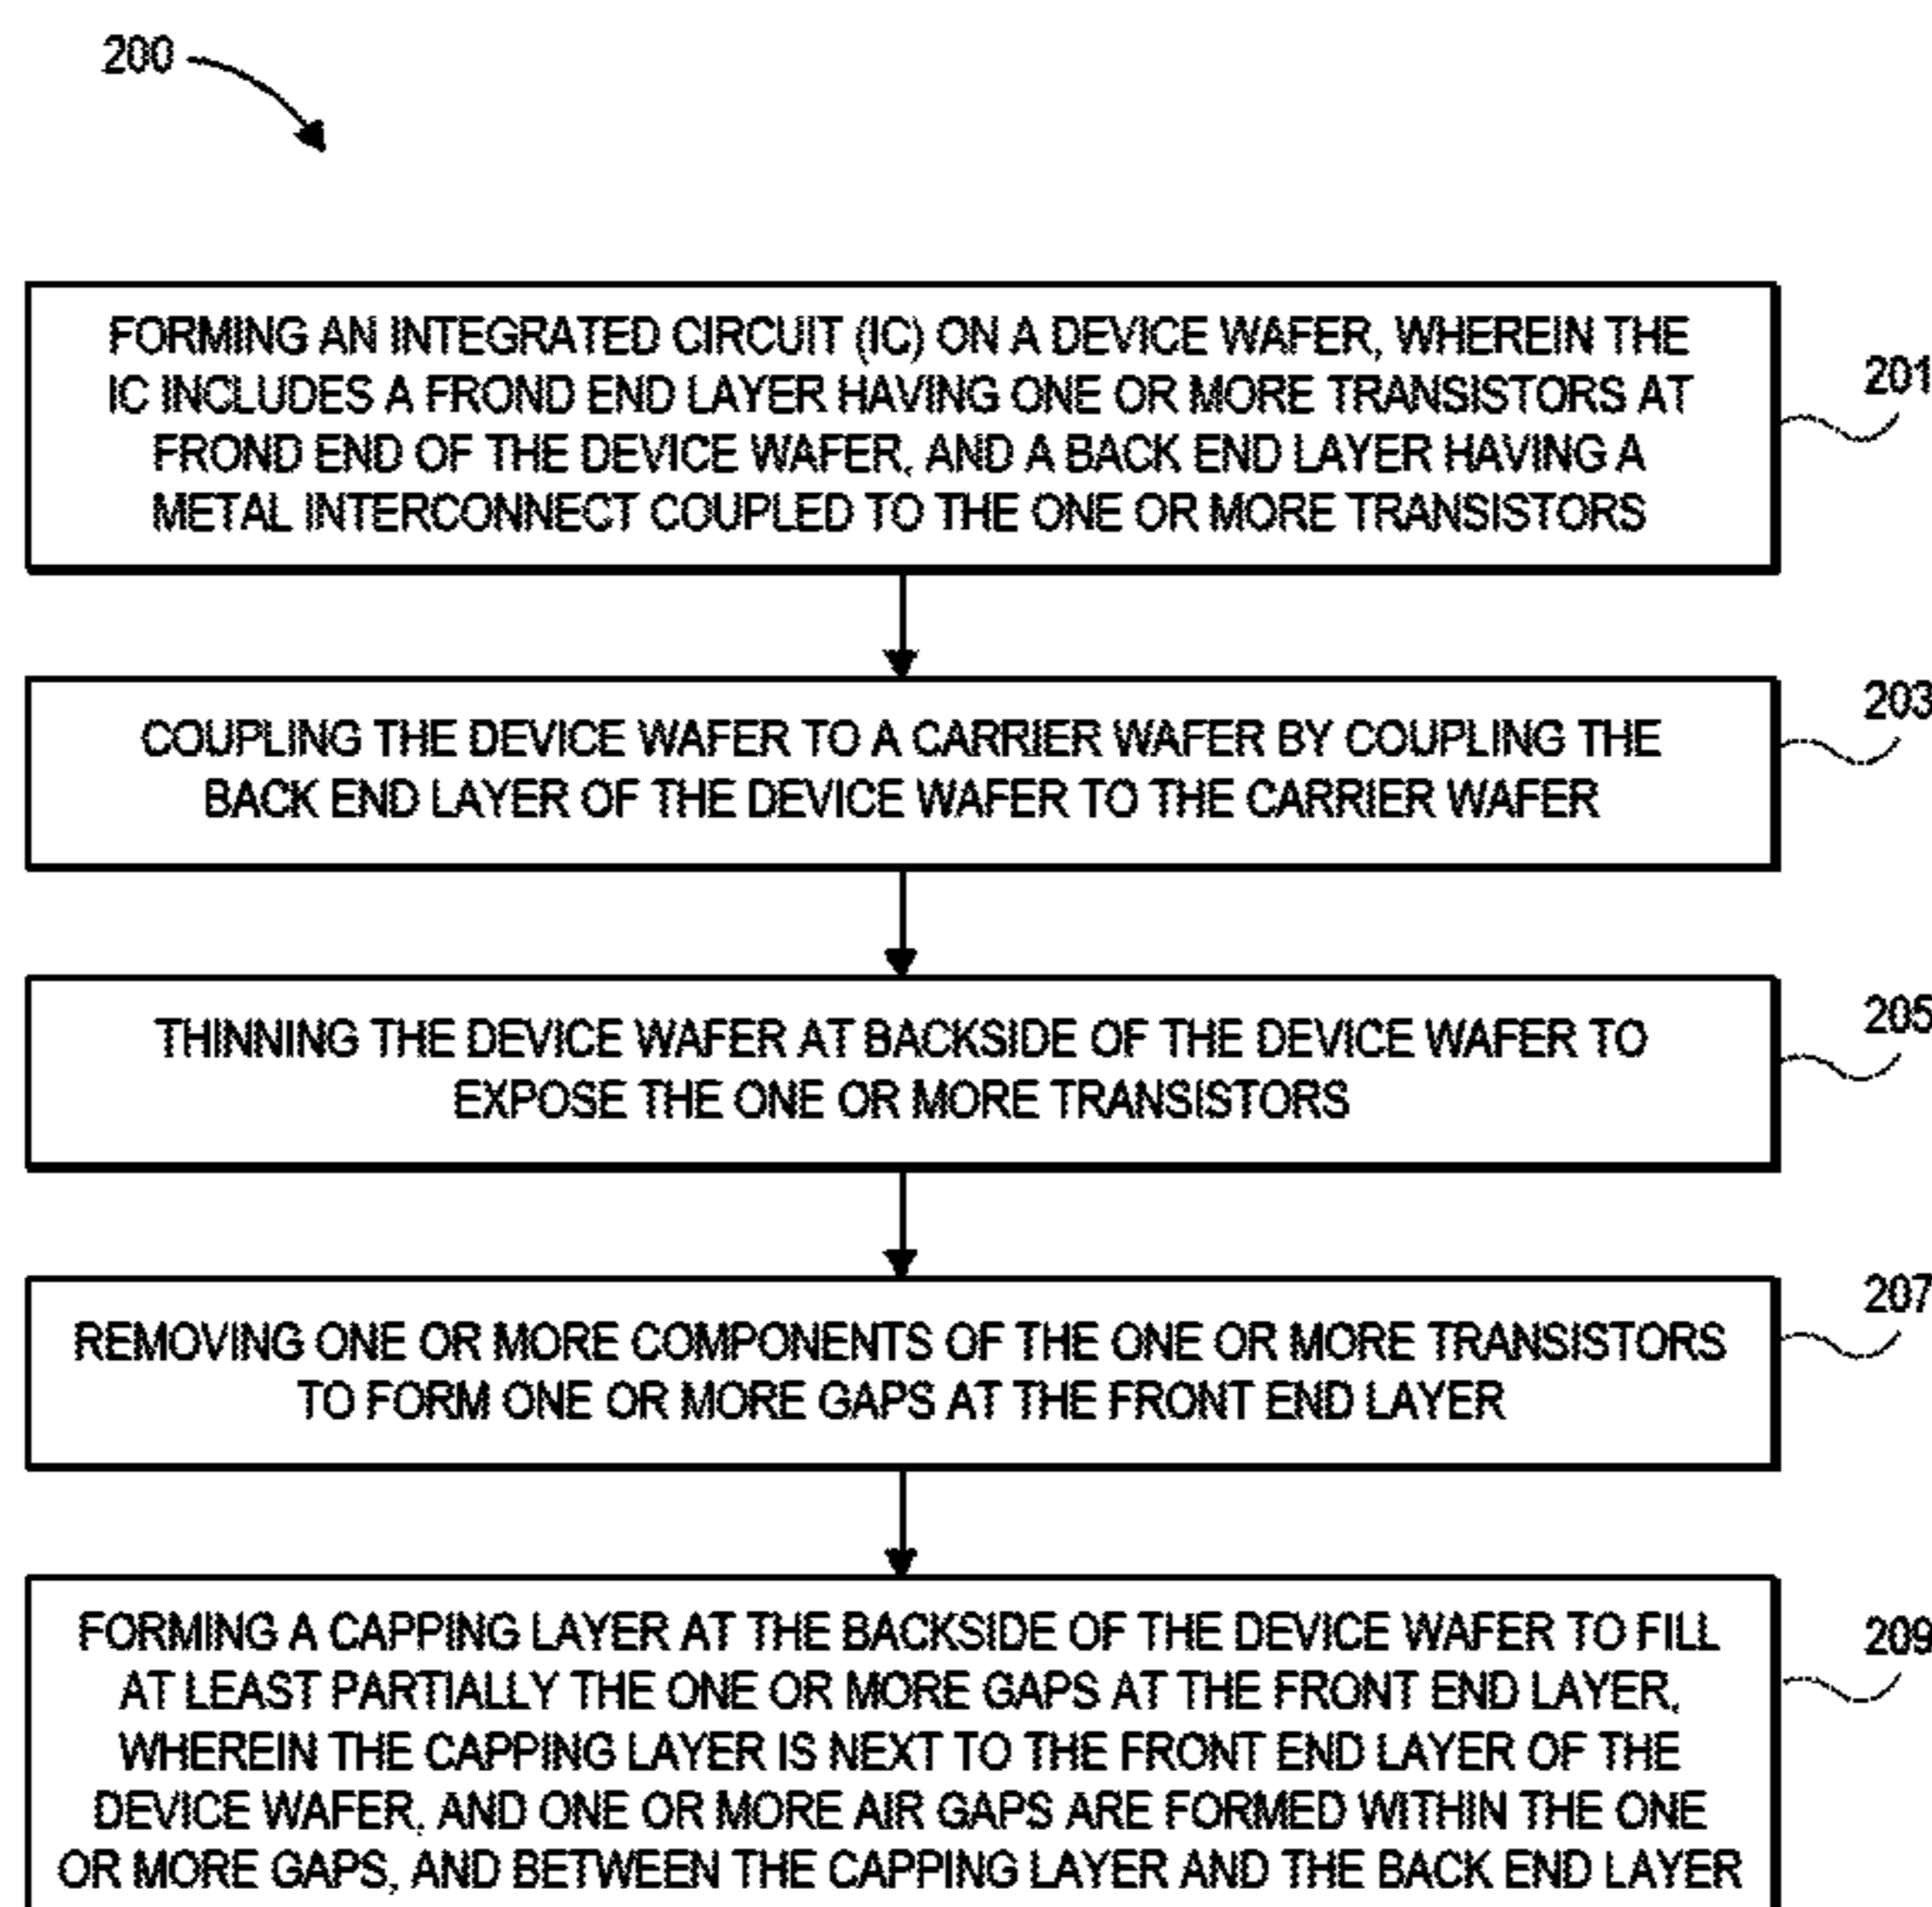 200
FORMING AN INTEGRATED CIRCUIT (IC) ON A DEVICE WAFER, WHEREIN THE
IC INCLUDES A FROND END LAYER HAVING ONE OR MORE TRANSISTORS AT
FROND END OF THE DEVICE WAFER, AND A BACK END LAYER HAVING A
METAL INTERCONNECT COUPLED TO THE ONE OR MORE TRANSISTORS
201
COUPLING THE DEVICE WAFER TO A CARRIER WAFER BY COUPLING THE
BACK END LAYER OF THE DEVICE WAFER TO THE CARRIER WAFER
203
THINNING THE DEVICE WAFER AT BACKSIDE OF THE DEVICE WAFER TO
EXPOSE THE ONE OR MORE TRANSISTORS
205
REMOVING ONE OR MORE COMPONENTS OF THE ONE OR MORE TRANSISTORS
TO FORM ONE OR MORE GAPS AT THE FRONT END LAYER
207
FORMING A CAPPING LAYER AT THE BACKSIDE OF THE DEVICE WAFER TO FILL
AT LEAST PARTIALLY THE ONE OR MORE GAPS AT THE FRONT END LAYER,
WHEREIN THE CAPPING LAYER IS NEXT TO THE FRONT END LAYER OF THE
DEVICE WAFER, AND ONE OR MORE AIR GAPS ARE FORMED WITHIN THE ONE
OR MORE GAPS, AND BETWEEN THE CAPPING LAYER AND THE BACK END LAYER
209